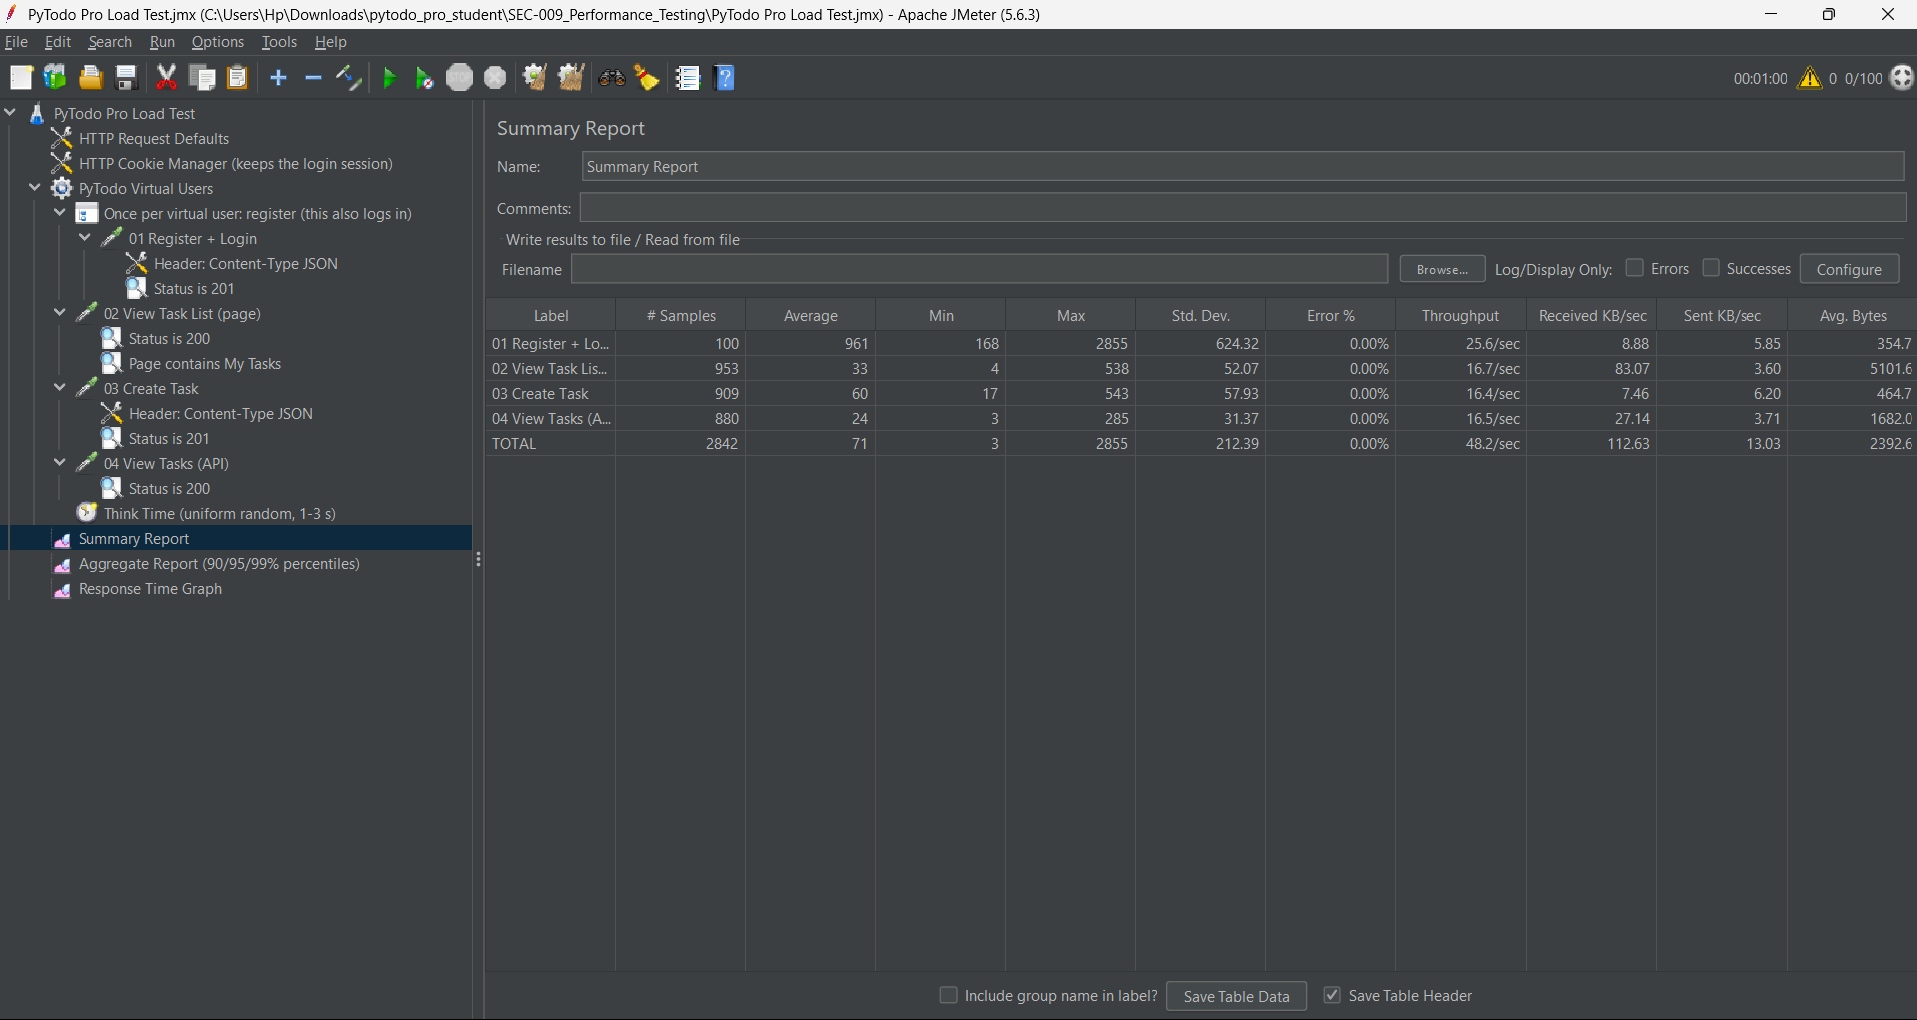 PyTodo Pro Load Test.jmx (C:\Users\Hp\Downloads\pytodo_pro_student\SEC-009_Performance_Testing\PyTodo Pro Load Test.jmx) - Apache JMeter (5.6.3)
File Edit Search Run Options Tools Help
STOP
00:01:00 0 0/100
PyTodo Pro Load Test
HTTP Request Defaults
HTTP Cookie Manager (keeps the login session)
PyTodo Virtual Users
Once per virtual user: register (this also logs in)
01 Register + Login
Header: Content-Type JSON
Status is 201
02 View Task List (page)
Status is 200
Page contains My Tasks
03 Create Task
Header: Content-Type JSON
Status is 201
04 View Tasks (API)
Status is 200
Think Time (uniform random, 1-3 s)
Summary Report
Aggregate Report (90/95/99% percentiles)
Response Time Graph
Summary Report
Name: Summary Report
Comments:
Write results to file / Read from file
Filename Browse... Log/Display Only: Errors Successes Configure
Label # Samples Average Min Max Std. Dev. Error % Throughput Received KB/sec Sent KB/sec Avg. Bytes
01 Register + Lo... 100 961 168 2855 624.32 0.00% 25.6/sec 8.88 5.85 354.7
02 View Task Lis... 953 33 4 538 52.07 0.00% 16.7/sec 83.07 3.60 5101.6
03 Create Task 909 60 17 543 57.93 0.00% 16.4/sec 7.46 6.20 464.7
04 View Tasks (A... 880 24 3 285 31.37 0.00% 16.5/sec 27.14 3.71 1682.0
TOTAL 2842 71 3 2855 212.39 0.00% 48.2/sec 112.63 13.03 2392.6
Include group name in label? Save Table Data Save Table Header